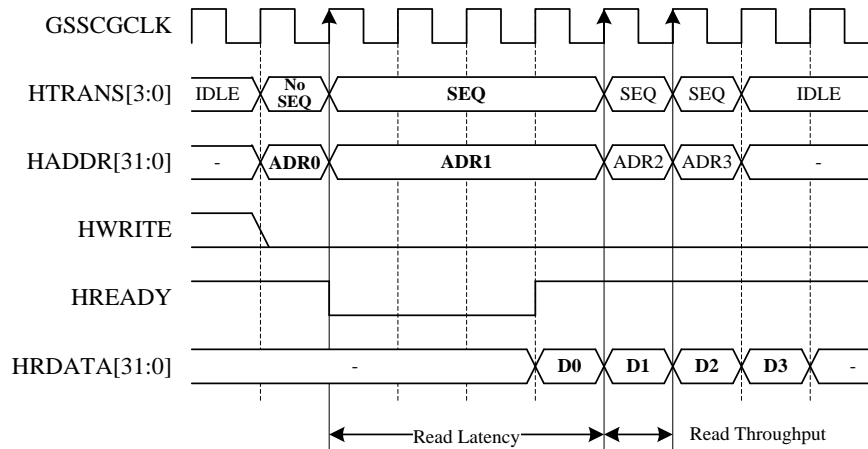 GSSCGCLK
HTRANS[3:0]
IDLE
No
SEQ
SEQ
SEQ
SEQ
IDLE
HADDR[31:0]
-
ADR0
ADR1
ADR2
ADR3
-
HWRITE
HREADY
HRDATA[31:0]
-
D0
D1
D2
D3
-
Read Latency
Read Throughput